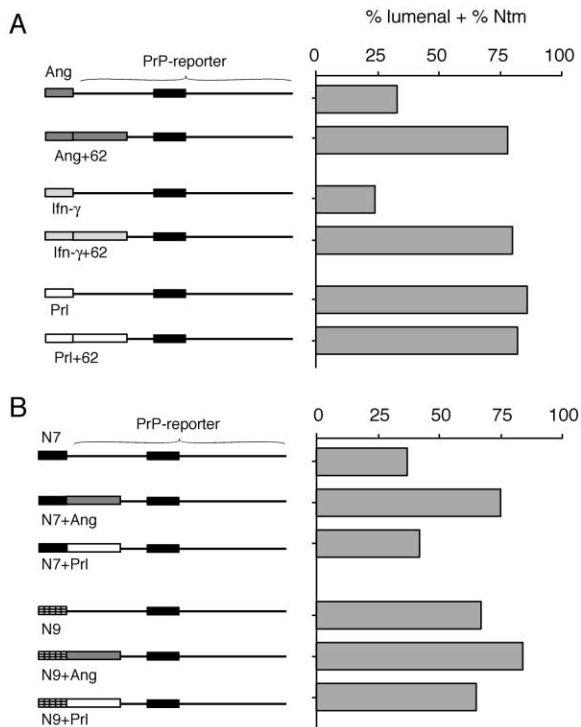 A
% lumenal + % Ntm
PrP-reporter
0 25 50 75 100
Ang
Ang+62
Ifn-γ
Ifn-γ+62
Prl
Prl+62
B
PrP-reporter
0 25 50 75 100
N7
N7+Ang
N7+Prl
N9
N9+Ang
N9+Prl